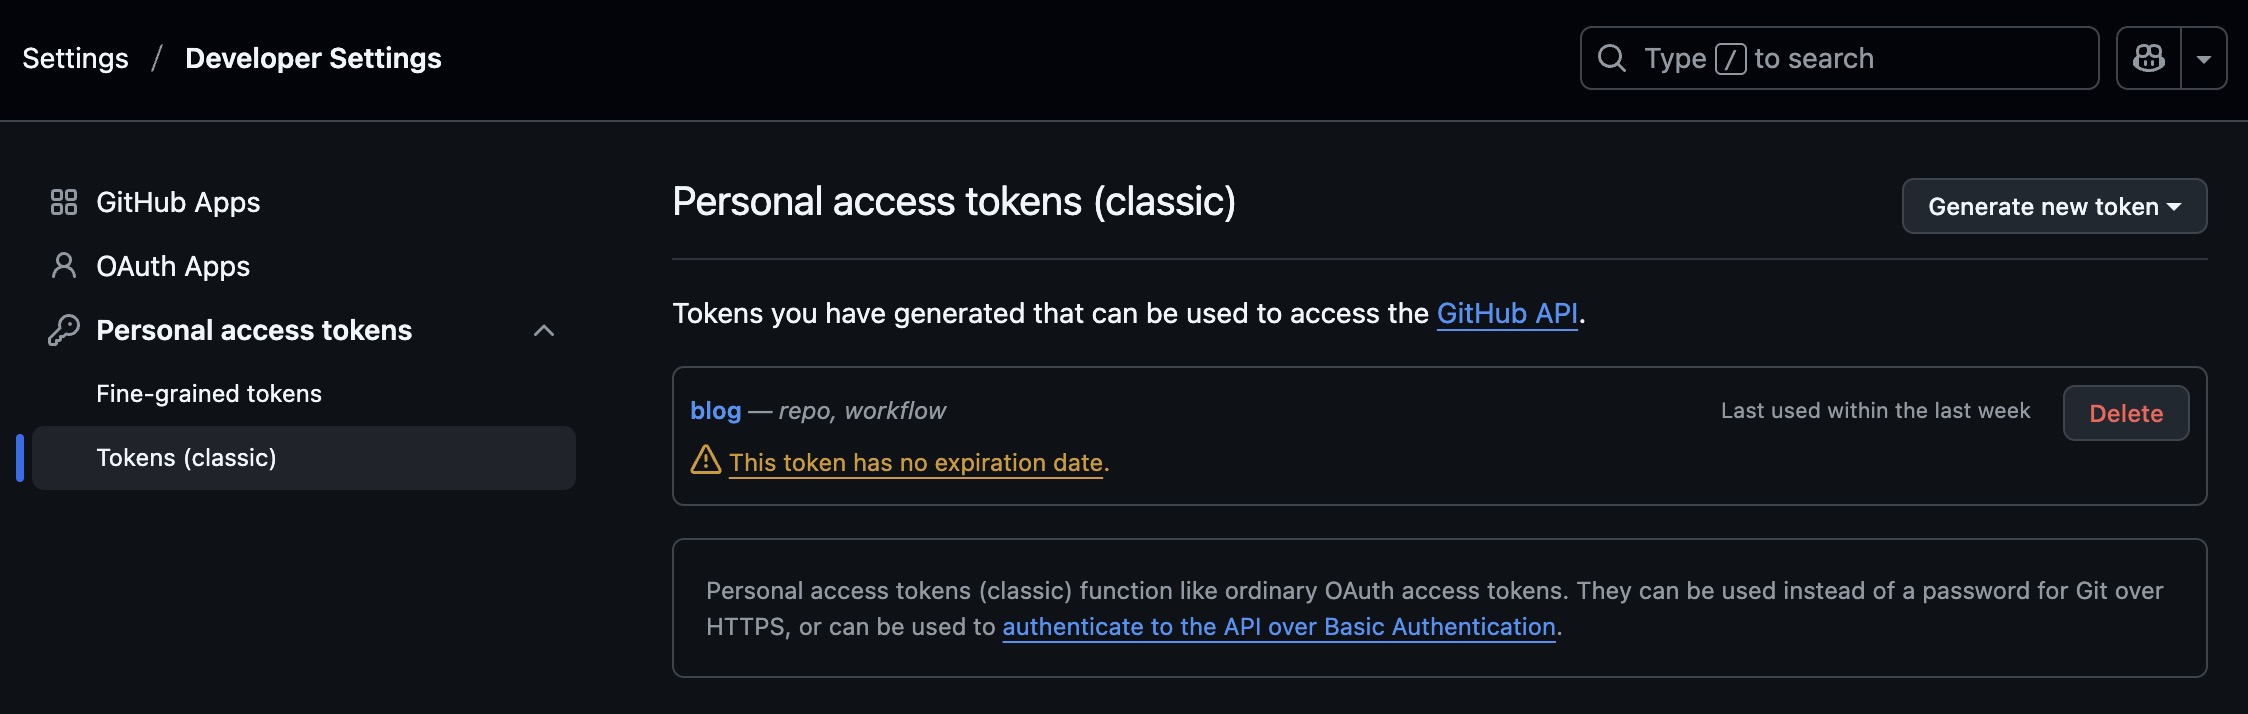 Settings / Developer Settings
Type / to search
GitHub Apps
OAuth Apps
Personal access tokens
Fine-grained tokens
Tokens (classic)
Personal access tokens (classic)
Generate new token
Tokens you have generated that can be used to access the GitHub API.
blog — repo, workflow
Last used within the last week
Delete
This token has no expiration date.
Personal access tokens (classic) function like ordinary OAuth access tokens. They can be used instead of a password for Git over
HTTPS, or can be used to authenticate to the API over Basic Authentication.